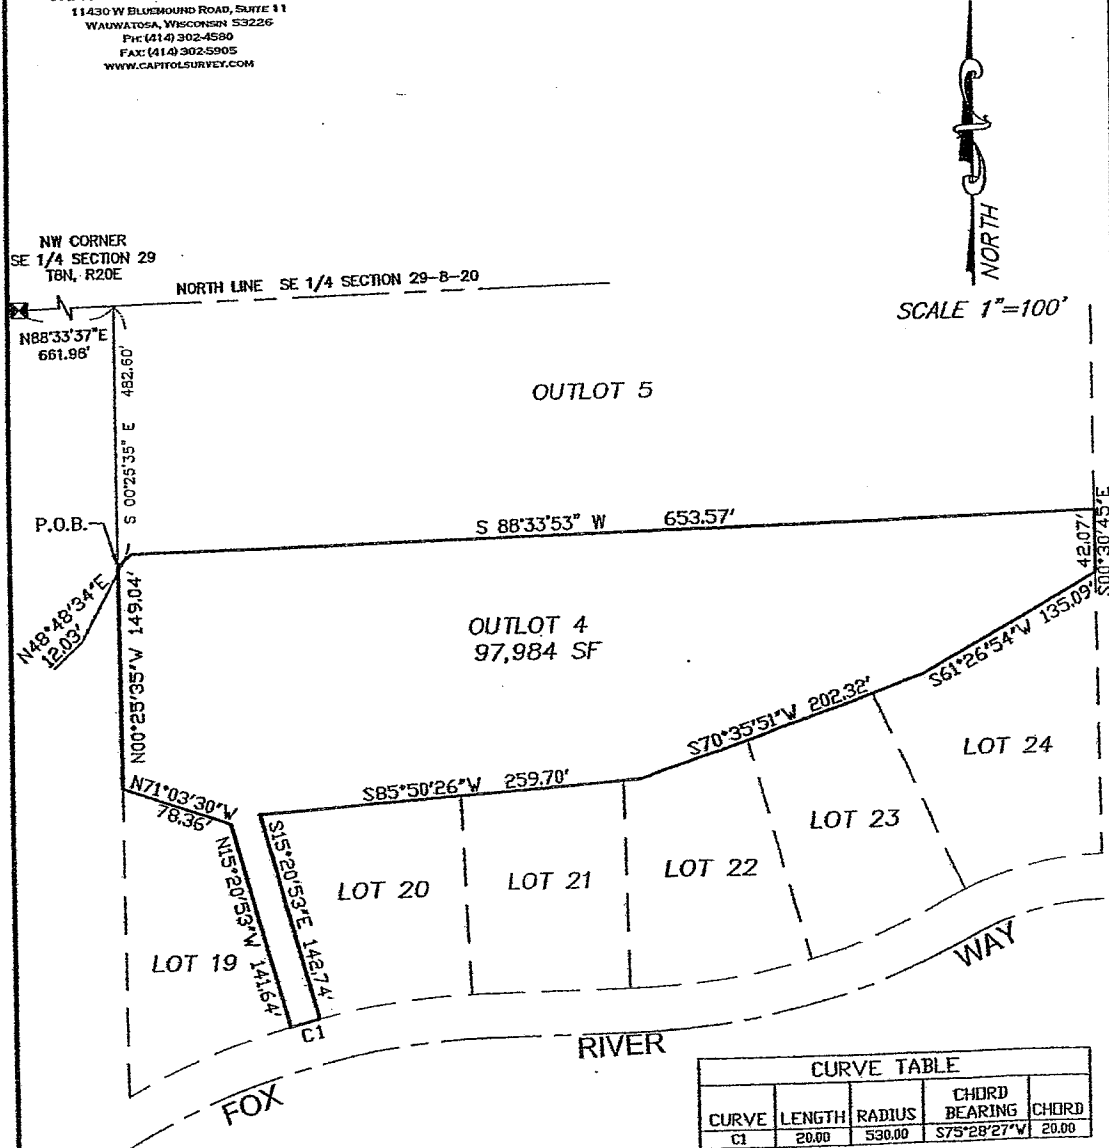 11430 W BLUEMOUND ROAD, SUITE 11
WAUWATOSA, WISCONSIN 53226
PH: (414) 302-4580
FAX: (414) 302-5905
WWW.CAPITOLSURVEY.COM
NORTH
NW CORNER
SE 1/4 SECTION 29
T8N, R20E
NORTH LINE SE 1/4 SECTION 29-8-20
SCALE 1"=100'
N88°33'37"E
661.96'
S 00°25'35" E 482.60'
OUTLOT 5
P.O.B.
S 88°33'53" W 653.57'
42.07'
S00°30'45"E
N48°48'34"E
12.03'
N00°25'35"W 149.04'
OUTLOT 4
97,984 SF
S61°26'54"W 135.09'
S70°35'51"W 202.32'
LOT 24
N71°03'30"W
78.36'
S85°50'26"W 259.70'
LOT 23
N15°20'53"W 141.64'
S15°20'53"E 142.74'
LOT 20
LOT 21
LOT 22
LOT 19
C1
FOX RIVER WAY
CURVE TABLE
CURVE LENGTH RADIUS CHORD BEARING CHORD
C1 20.00 530.00 S75°28'27"W 20.00